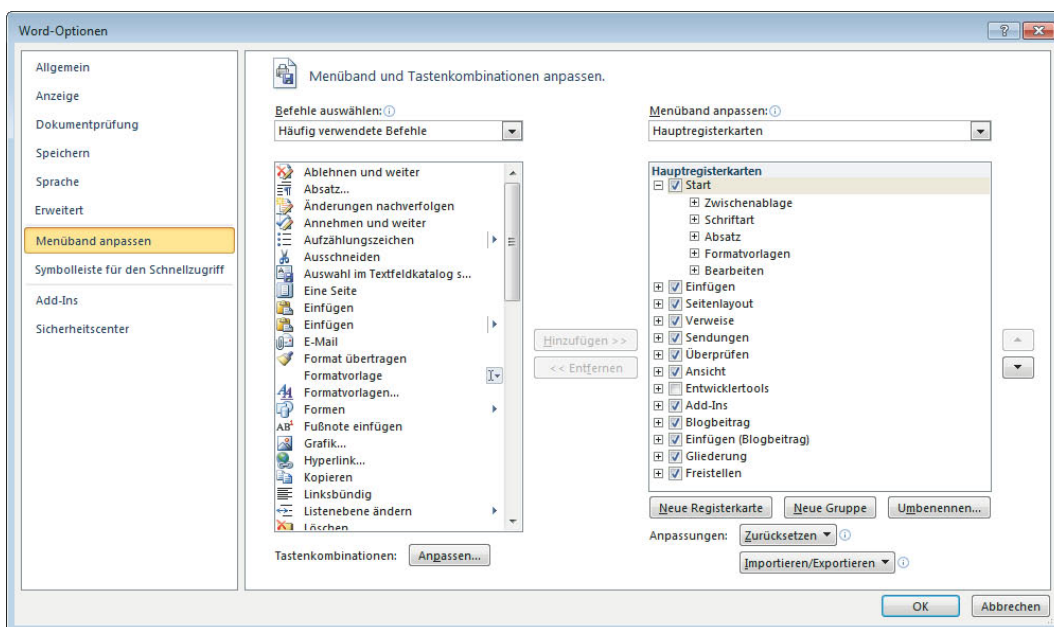 Word-Optionen
Allgemein
Anzeige
Dokumentprüfung
Speichern
Sprache
Erweitert
Menüband anpassen
Symbolleiste für den Schnellzugriff
Add-Ins
Sicherheitscenter
Menüband und Tastenkombinationen anpassen.
Befehle auswählen:
Häufig verwendete Befehle
Ablehnen und weiter
Absatz...
Änderungen nachverfolgen
Annehmen und weiter
Aufzählungszeichen
Ausschneiden
Auswahl im Textfeldkatalog s...
Eine Seite
Einfügen
Einfügen
E-Mail
Format übertragen
Formatvorlage
Formatvorlagen...
Formen
Fußnote einfügen
Grafik...
Hyperlink...
Kopieren
Linksbündig
Listenebene ändern
Löschen
Tastenkombinationen: Anpassen...
Hinzufügen >>
<< Entfernen
Menüband anpassen:
Hauptregisterkarten
Hauptregisterkarten
Start
Zwischenablage
Schriftart
Absatz
Formatvorlagen
Bearbeiten
Einfügen
Seitenlayout
Verweise
Sendungen
Überprüfen
Ansicht
Entwicklertools
Add-Ins
Blogbeitrag
Einfügen (Blogbeitrag)
Gliederung
Freistellen
Neue Registerkarte Neue Gruppe Umbenennen...
Anpassungen: Zurücksetzen
Importieren/Exportieren
OK Abbrechen